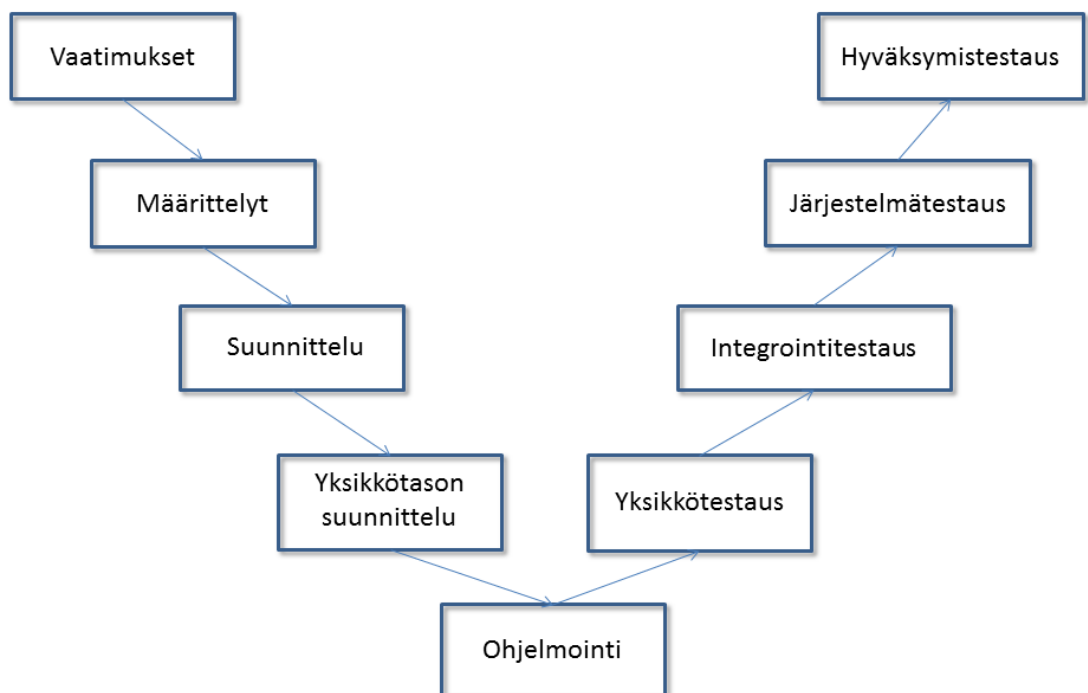 Vaatimukset
Hyväksymistestaus
Määrittelyt
Järjestelmätestaus
Suunnittelu
Integrointitestaus
Yksikkötason
suunnittelu
Yksikkötestaus
Ohjelmointi